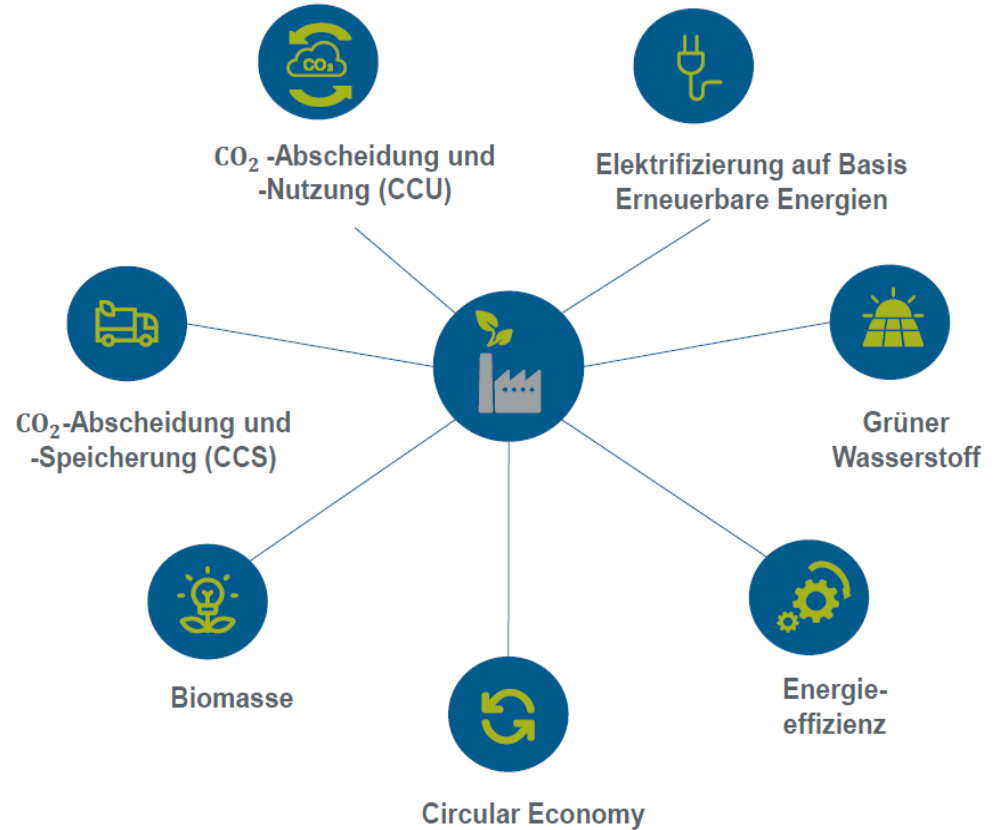 CO₂
CO₂ -Abscheidung und
-Nutzung (CCU)
Elektrifizierung auf Basis
Erneuerbare Energien
CO₂-Abscheidung und
-Speicherung (CCS)
Grüner
Wasserstoff
Biomasse
Energie-
effizienz
Circular Economy